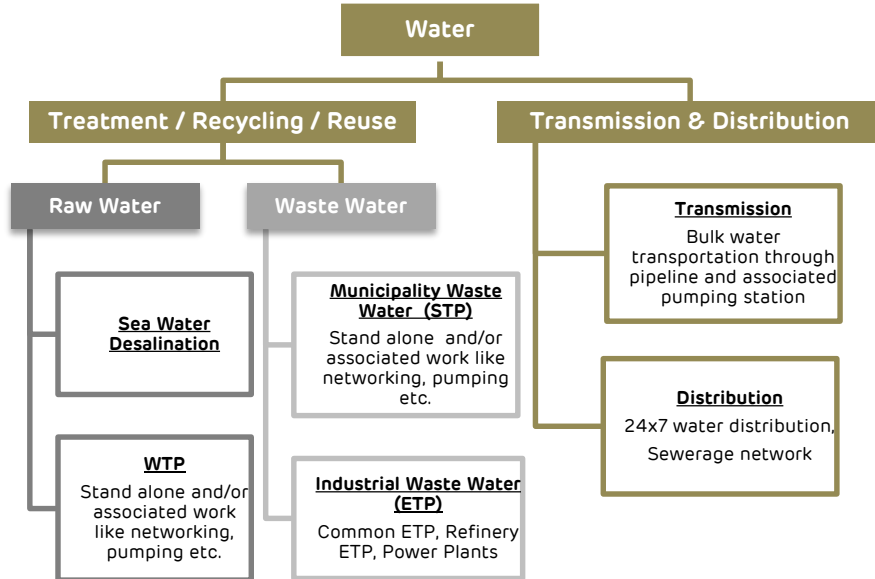 Water
Treatment / Recycling / Reuse
Transmission & Distribution
Raw Water
Waste Water
Sea Water
Desalination
WTP
Stand alone and/or
associated work
like networking,
pumping etc.
Municipality Waste
Water (STP)
Stand alone and/or
associated work like
networking, pumping
etc.
Industrial Waste Water
(ETP)
Common ETP, Refinery
ETP, Power Plants
Transmission
Bulk water
transportation through
pipeline and associated
pumping station
Distribution
24x7 water distribution,
Sewerage network